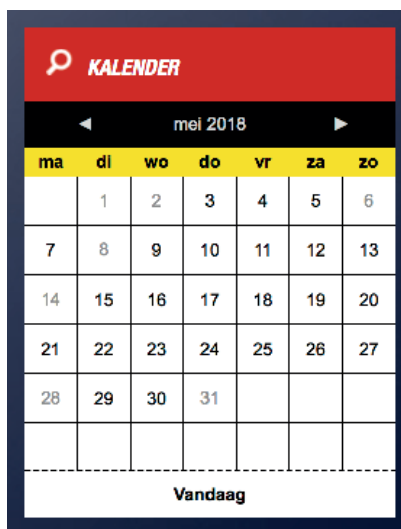 KALENDER
◄ mei 2018 ►
ma di wo do vr za zo
1 2 3 4 5 6
7 8 9 10 11 12 13
14 15 16 17 18 19 20
21 22 23 24 25 26 27
28 29 30 31
Vandaag